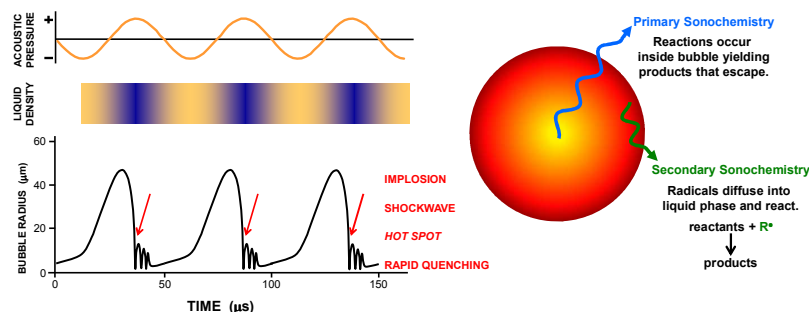 ACOUSTIC
PRESSURE
+
−
LIQUID
DENSITY
BUBBLE RADIUS (µm)
60
40
20
0
0
50
100
150
TIME (µs)
IMPLOSION
SHOCKWAVE
HOT SPOT
RAPID QUENCHING
Primary Sonochemistry
Reactions occur
inside bubble yielding
products that escape.
Secondary Sonochemistry
Radicals diffuse into
liquid phase and react.
reactants + R•
products